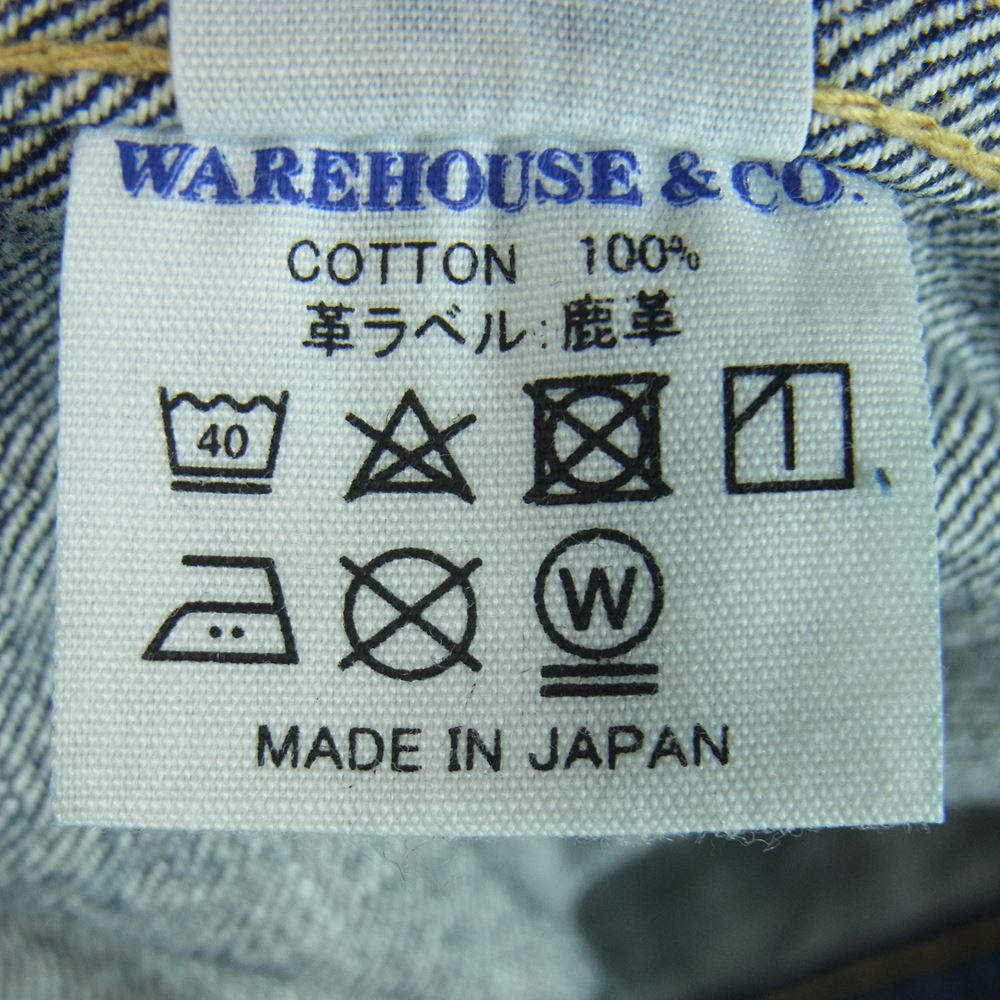 WAREHOUSE & CO.
COTTON 100%
革ラベル:鹿革
40
W
MADE IN JAPAN